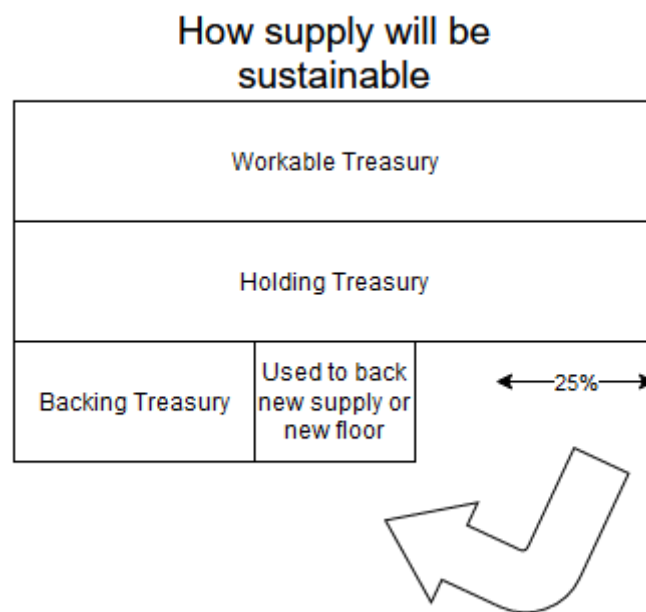 How supply will be
sustainable
Workable Treasury
Holding Treasury
Backing Treasury
Used to back
new supply or
new floor
25%